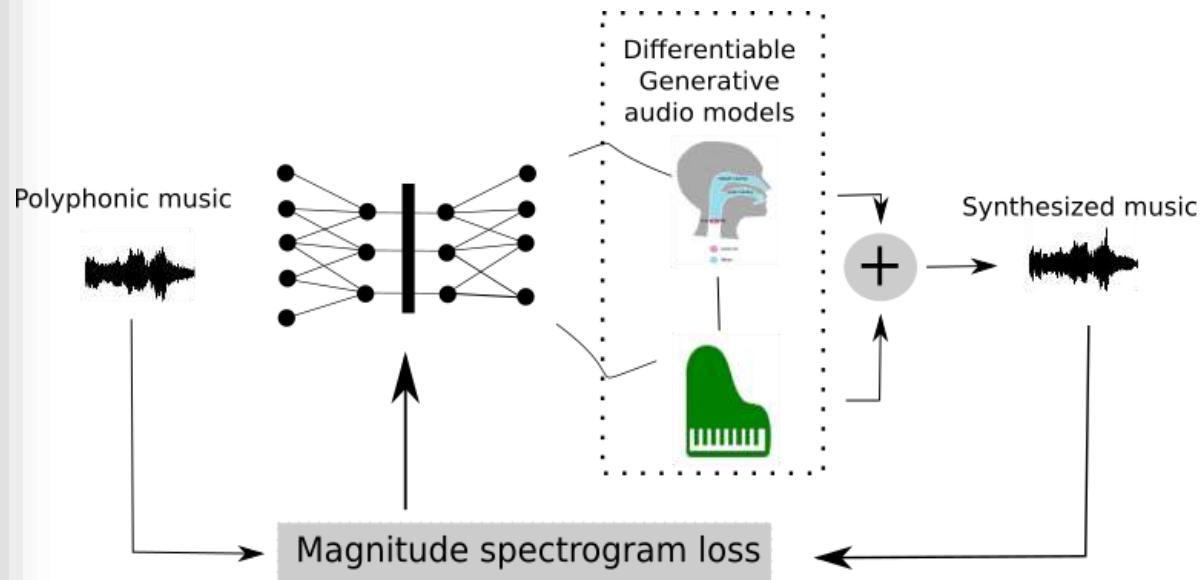 Differentiable
Generative
audio models
Polyphonic music
Synthesized music
+
Magnitude spectrogram loss